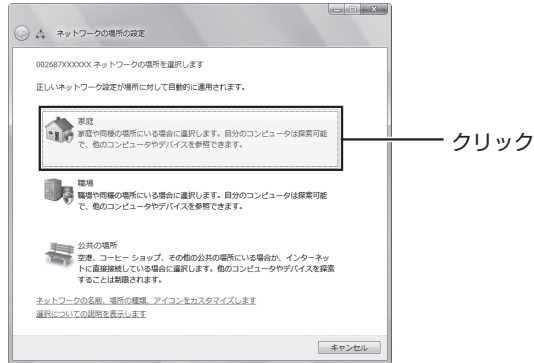 ネットワークの場所の設定
002687XXXXXX ネットワークの場所を選択します
正しいネットワーク設定が場所に対して自動的に適用されます。
家庭
家庭や同様の場所にいる場合に選択します。自分のコンピュータは探索可能
で、他のコンピュータやデバイスを参照できます。
クリック
職場
職場や同様の場所にいる場合に選択します。自分のコンピュータは探索可能
で、他のコンピュータやデバイスを参照できます。
公共の場所
空港、コーヒー ショップ、その他の公共の場所にいる場合か、インターネッ
トに直接接続している場合に選択します。他のコンピュータやデバイスを探索
することは制限されます。
ネットワークの名前、場所の種類、アイコンをカスタマイズします
選択についての説明を表示します
キャンセル